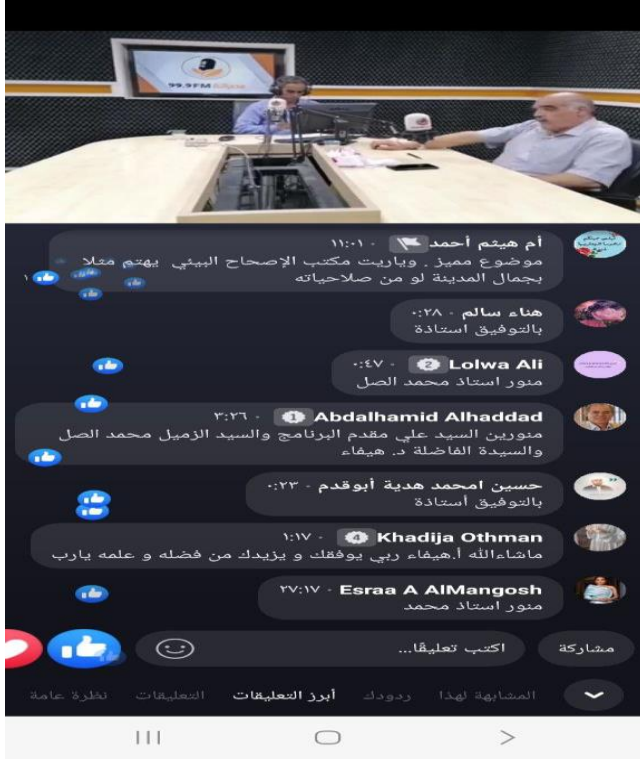 99.9FM
أم هيثم أحمد · ١١:٠١
موضوع مميز . وياريت مكتب الإصحاح البيئي يهتم مثلا
بجمال المدينة لو من صلاحياته
١
هناء سالم · ٠:٢٨
بالتوفيق استاذة
Lolwa Ali 2 · ٠:٤٧
منور استاذ محمد الصل
Abdalhamid Alhaddad 1 · ٣:٢٦
منورين السيد علي مقدم البرنامج والسيد الزميل محمد الصل
والسيدة الفاضلة د. هيفاء
حسين امحمد هدية أبوقدم · ٠:٢٣
بالتوفيق أستاذة
Khadija Othman 4 · ١:١٧
ماشاءالله أ.هيفاء ربي يوفقك و يزيدك من فضله و علمه يارب
Esraa A AlMangosh · ٢٧:١٧
منور استاذ محمد
مشاركة
اكتب تعليقًا...
المشابهة لهذا ردودك أبرز التعليقات التعليقات نظرة عامة